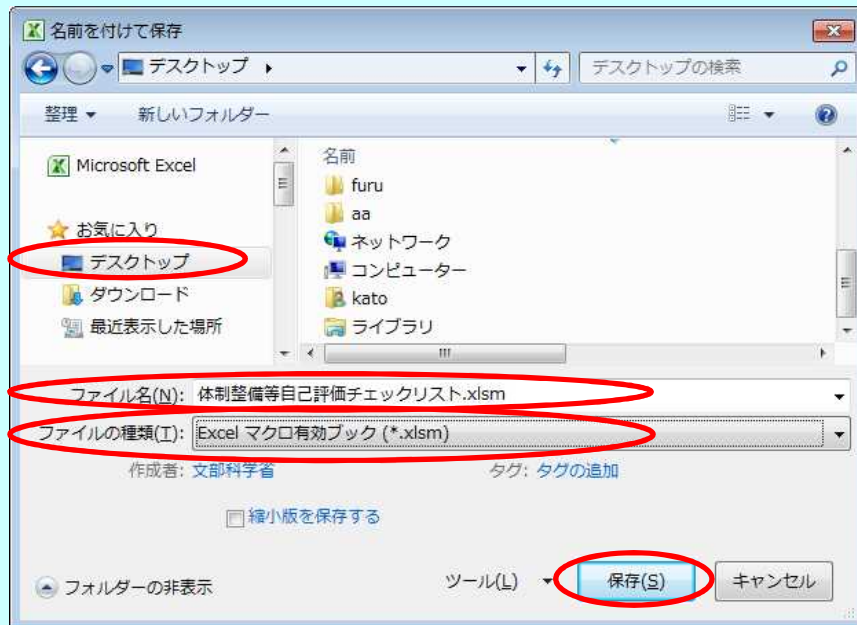 名前を付けて保存
デスクトップ
デスクトップの検索
整理 新しいフォルダー
Microsoft Excel
お気に入り
デスクトップ
ダウンロード
最近表示した場所
名前
furu
aa
ネットワーク
コンピューター
kato
ライブラリ
ファイル名(N): 体制整備等自己評価チェックリスト.xlsm
ファイルの種類(T): Excel マクロ有効ブック (*.xlsm)
作成者: 文部科学省 タグ: タグの追加
縮小版を保存する
フォルダーの非表示 ツール(L) 保存(S) キャンセル